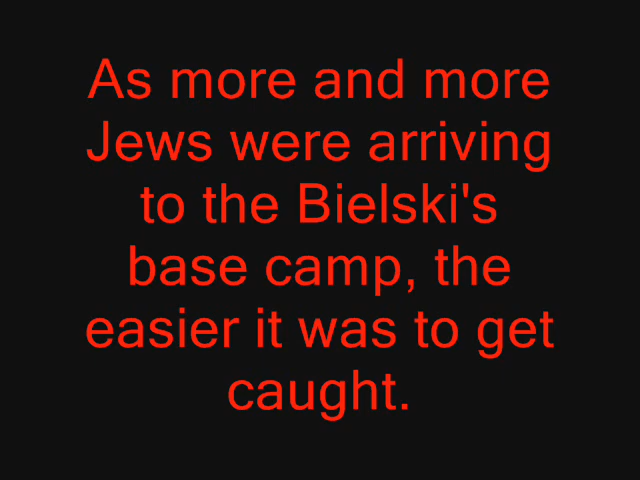 As more and more
Jews were arriving
to the Bielski's
base camp, the
easier it was to get
caught.